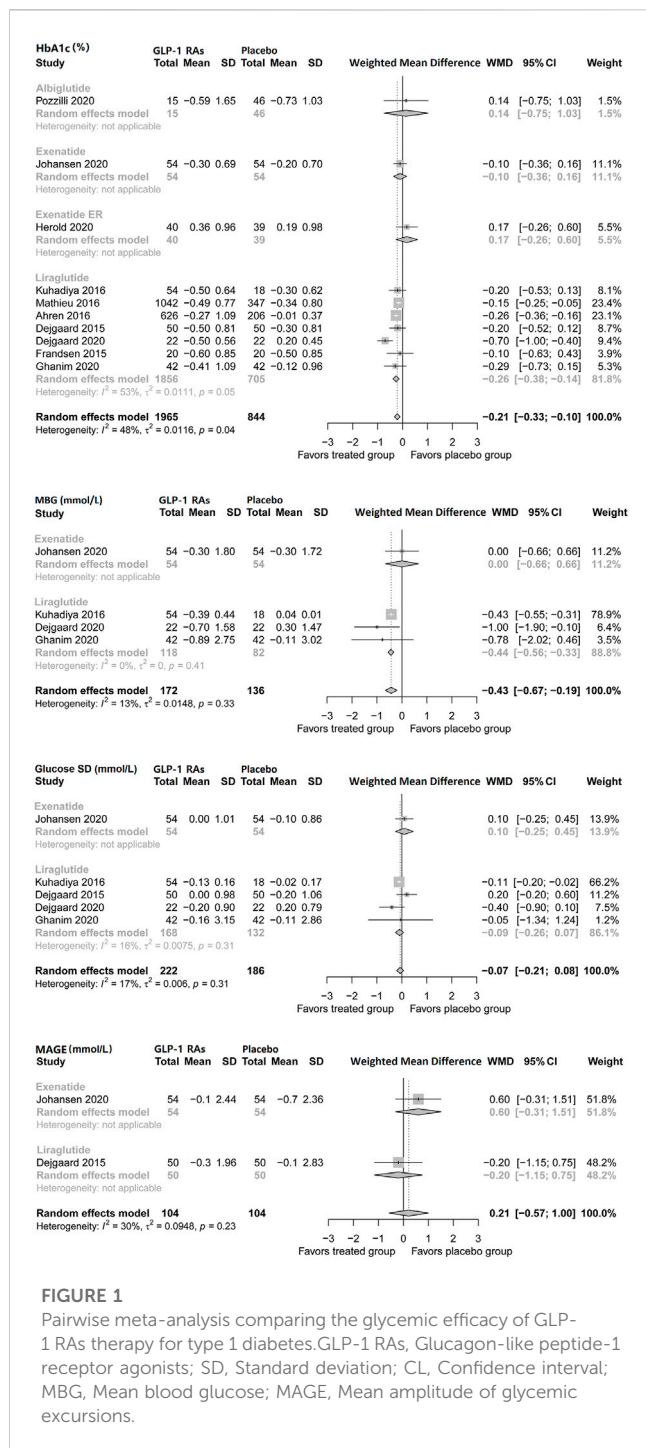 HbA1c (%) GLP-1 RAs Placebo
Study Total Mean SD Total Mean SD Weighted Mean Difference WMD 95% CI Weight
Albiglutide
Pozzilli 2020 15 −0.59 1.65 46 −0.73 1.03 0.14 [−0.75; 1.03] 1.5%
Random effects model 15 46 0.14 [−0.75; 1.03] 1.5%
Heterogeneity: not applicable
Exenatide
Johansen 2020 54 −0.30 0.69 54 −0.20 0.70 −0.10 [−0.36; 0.16] 11.1%
Random effects model 54 54 −0.10 [−0.36; 0.16] 11.1%
Heterogeneity: not applicable
Exenatide ER
Herold 2020 40 0.36 0.96 39 0.19 0.98 0.17 [−0.26; 0.60] 5.5%
Random effects model 40 39 0.17 [−0.26; 0.60] 5.5%
Heterogeneity: not applicable
Liraglutide
Kuhadiya 2016 54 −0.50 0.64 18 −0.30 0.62 −0.20 [−0.53; 0.13] 8.1%
Mathieu 2016 1042 −0.49 0.77 347 −0.34 0.80 −0.15 [−0.25; −0.05] 23.4%
Ahren 2016 626 −0.27 1.09 206 −0.01 0.37 −0.26 [−0.36; −0.16] 23.1%
Dejgaard 2015 50 −0.50 0.81 50 −0.30 0.81 −0.20 [−0.52; 0.12] 8.7%
Dejgaard 2020 22 −0.50 0.56 22 0.20 0.45 −0.70 [−1.00; −0.40] 9.3%
Frandsen 2015 20 −0.60 0.85 20 −0.50 0.85 −0.10 [−0.63; 0.43] 3.9%
Ghanim 2020 42 −0.41 1.09 42 −0.12 0.96 −0.29 [−0.73; 0.15] 5.3%
Random effects model 1856 705 −0.26 [−0.38; −0.14] 81.8%
Heterogeneity: I² = 53%, τ² = 0.0111, p = 0.05
Random effects model 1965 844 −0.21 [−0.33; −0.10] 100.0%
Heterogeneity: I² = 48%, τ² = 0.0116, p = 0.04
−3 −2 −1 0 1 2 3
Favors treated group Favors placebo group
MBG (mmol/L) GLP-1 RAs Placebo
Study Total Mean SD Total Mean SD Weighted Mean Difference WMD 95% CI Weight
Exenatide
Johansen 2020 54 −0.30 1.80 54 −0.30 1.72 0.00 [−0.66; 0.66] 11.2%
Random effects model 54 54 0.00 [−0.66; 0.66] 11.2%
Heterogeneity: not applicable
Liraglutide
Kuhadiya 2016 54 −0.39 0.44 18 0.04 0.01 −0.43 [−0.55; −0.31] 78.9%
Dejgaard 2020 22 −0.70 1.58 22 0.30 1.47 −1.00 [−1.90; −0.10] 6.4%
Ghanim 2020 42 −0.89 2.75 42 −0.11 3.02 −0.78 [−2.02; 0.46] 3.5%
Random effects model 118 82 −0.44 [−0.56; −0.33] 88.8%
Heterogeneity: I² = 0%, τ² = 0, p = 0.41
Random effects model 172 136 −0.43 [−0.67; −0.19] 100.0%
Heterogeneity: I² = 13%, τ² = 0.0148, p = 0.33
−3 −2 −1 0 1 2 3
Favors treated group Favors placebo group
Glucose SD (mmol/L) GLP-1 RAs Placebo
Study Total Mean SD Total Mean SD Weighted Mean Difference WMD 95% CI Weight
Exenatide
Johansen 2020 54 0.00 1.01 54 −0.10 0.86 0.10 [−0.25; 0.45] 13.9%
Random effects model 54 54 0.10 [−0.25; 0.45] 13.9%
Heterogeneity: not applicable
Liraglutide
Kuhadiya 2016 54 −0.13 0.16 18 −0.02 0.17 −0.11 [−0.20; −0.02] 66.2%
Dejgaard 2015 50 0.00 0.98 50 −0.20 1.06 0.20 [−0.20; 0.60] 11.2%
Dejgaard 2020 22 −0.20 0.90 22 0.20 0.79 −0.40 [−0.90; 0.10] 7.5%
Ghanim 2020 42 −0.16 3.15 42 −0.11 2.86 −0.05 [−1.34; 1.24] 1.2%
Random effects model 168 132 −0.09 [−0.26; 0.07] 86.1%
Heterogeneity: I² = 16%, τ² = 0.0075, p = 0.31
Random effects model 222 186 −0.07 [−0.21; 0.08] 100.0%
Heterogeneity: I² = 17%, τ² = 0.006, p = 0.31
−3 −2 −1 0 1 2 3
Favors treated group Favors placebo group
MAGE (mmol/L) GLP-1 RAs Placebo
Study Total Mean SD Total Mean SD Weighted Mean Difference WMD 95% CI Weight
Exenatide
Johansen 2020 54 −0.1 2.44 54 −0.7 2.36 0.60 [−0.31; 1.51] 51.8%
Random effects model 54 54 0.60 [−0.31; 1.51] 51.8%
Heterogeneity: not applicable
Liraglutide
Dejgaard 2015 50 −0.3 1.96 50 −0.1 2.83 −0.20 [−1.15; 0.75] 48.2%
Random effects model 50 50 −0.20 [−1.15; 0.75] 48.2%
Heterogeneity: not applicable
Random effects model 104 104 0.21 [−0.57; 1.00] 100.0%
Heterogeneity: I² = 30%, τ² = 0.0948, p = 0.23
−3 −2 −1 0 1 2 3
Favors treated group Favors placebo group
FIGURE 1
Pairwise meta-analysis comparing the glycemic efficacy of GLP-
1 RAs therapy for type 1 diabetes.GLP-1 RAs, Glucagon-like peptide-1
receptor agonists; SD, Standard deviation; CL, Confidence interval;
MBG, Mean blood glucose; MAGE, Mean amplitude of glycemic
excursions.